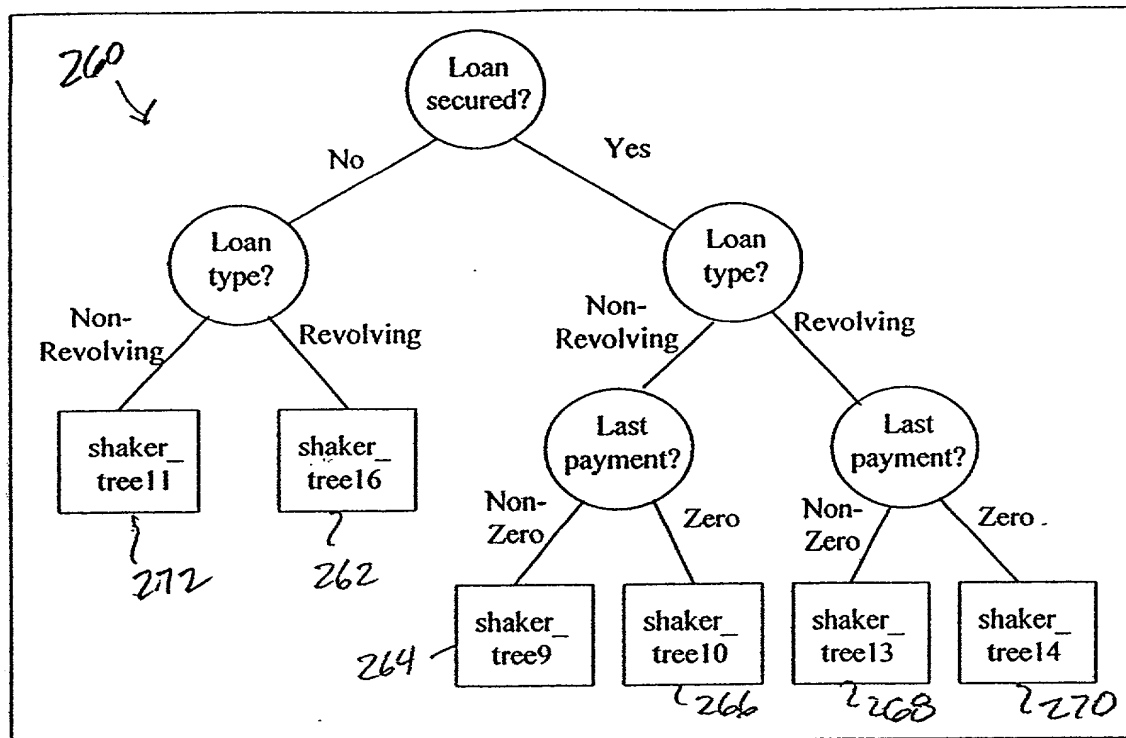 260
Loan
secured?
No
Yes
Loan
type?
Loan
type?
Non-
Revolving
Revolving
Non-
Revolving
Revolving
shaker_
tree11
shaker_
tree16
Last
payment?
Last
payment?
Non-
Zero
Zero
Non-
Zero
Zero
272
262
264
shaker_
tree9
shaker_
tree10
shaker_
tree13
shaker_
tree14
266
268
270